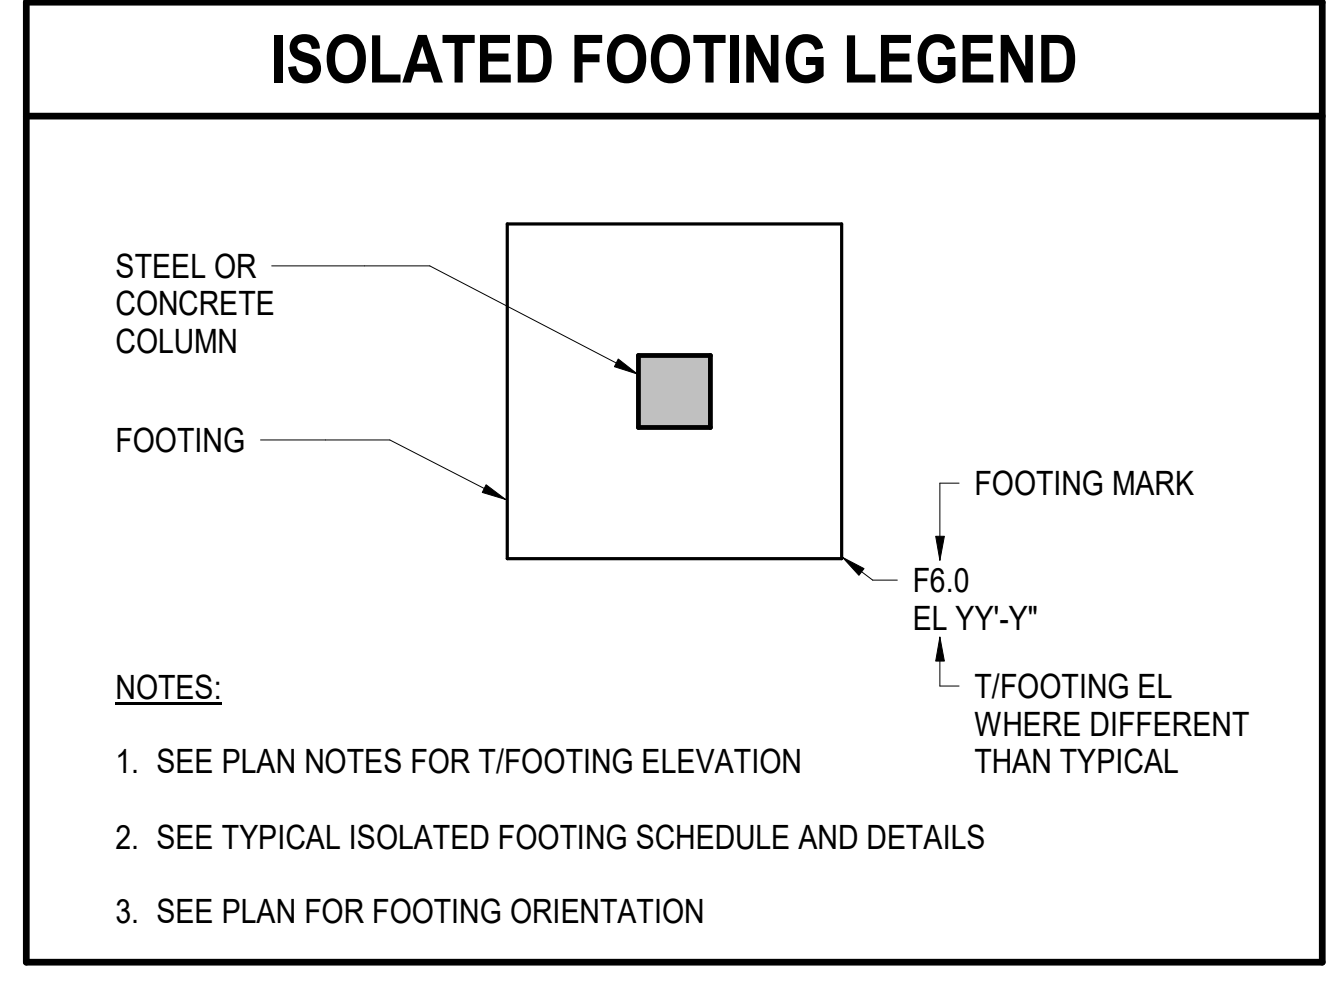 ISOLATED FOOTING LEGEND
STEEL OR
CONCRETE
COLUMN
FOOTING
FOOTING MARK
F6.0
EL YY'-Y"
T/FOOTING EL
WHERE DIFFERENT
THAN TYPICAL
NOTES:
1. SEE PLAN NOTES FOR T/FOOTING ELEVATION
2. SEE TYPICAL ISOLATED FOOTING SCHEDULE AND DETAILS
3. SEE PLAN FOR FOOTING ORIENTATION